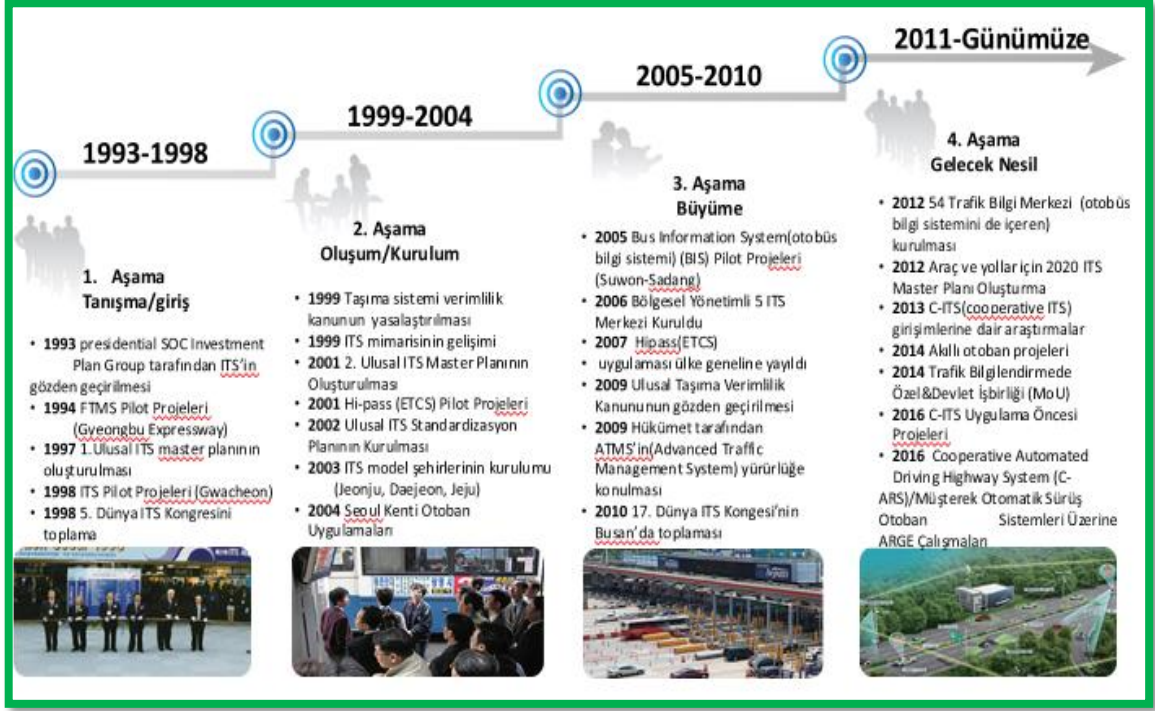 1993-1998
1. Aşama
Tanışma/giriş
• 1993 presidential SOC Investment
Plan Group tarafından ITS'in
gözden geçirilmesi
• 1994 FTMS Pilot Projeleri
(Gyeongbu Expressway)
• 1997 1.Ulusal ITS master planının
oluşturulması
• 1998 ITS Pilot Projeleri (Gwacheon)
• 1998 5. Dünya ITS Kongresini
toplama
1999-2004
2. Aşama
Oluşum/Kurulum
• 1999 Taşıma sistemi verimlilik
kanunun yasalaştırılması
• 1999 ITS mimarisinin gelişimi
• 2001 2. Ulusal ITS Master Planının
Oluşturulması
• 2001 Hi-pass (ETCS) Pilot Projeleri
• 2002 Ulusal ITS Standardizasyon
Planının Kurulması
• 2003 ITS model şehirlerinin kurulumu
(Jeonju, Daejeon, Jeju)
• 2004 Seoul Kenti Otoban
Uygulamaları
2005-2010
3. Aşama
Büyüme
• 2005 Bus Information System(otobüs
bilgi sistemi) (BIS) Pilot Projeleri
(Suwon-Sadang)
• 2006 Bölgesel Yönetimli 5 ITS
Merkezi Kuruldu
• 2007 Hipass(ETCS)
• uygulaması ülke geneline yayıldı
• 2009 Ulusal Taşıma Verimlilik
Kanununun gözden geçirilmesi
• 2009 Hükümet tarafından
ATMS'in(Advanced Traffic
Management System) yürürlüğe
konulması
• 2010 17. Dünya ITS Kongesi'nin
Busan'da toplaması
2011-Günümüze
4. Aşama
Gelecek Nesil
• 2012 54 Trafik Bilgi Merkezi (otobüs
bilgi sistemini de içeren)
kurulması
• 2012 Araç ve yollar için 2020 ITS
Master Planı Oluşturma
• 2013 C-ITS(cooperative ITS)
girişimlerine dair araştırmalar
• 2014 Akıllı otoban projeleri
• 2014 Trafik Bilgilendirmede
Özel&Devlet İşbirliği (MoU)
• 2016 C-ITS Uygulama Öncesi
Projeleri
• 2016 Cooperative Automated
Driving Highway System (C-
ARS)/Müşterek Otomatik Sürüş
Otoban Sistemleri Üzerine
ARGE Çalışmaları